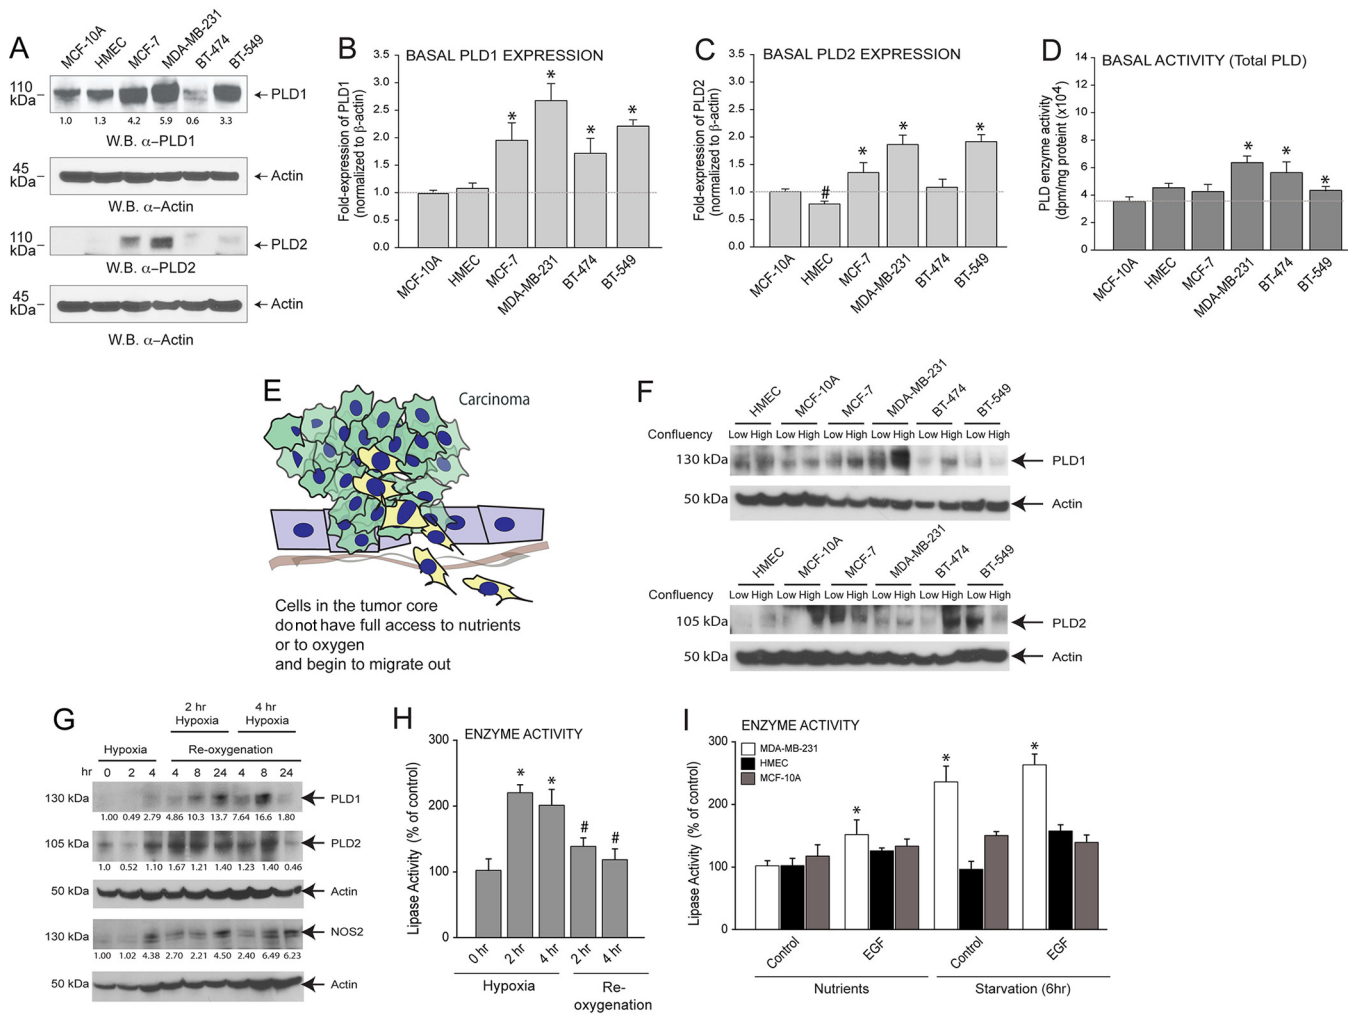 A
MCF-10A
HMEC
MCF-7
MDA-MB-231
BT-474
BT-549
110
kDa
PLD1
1.0 1.3 4.2 5.9 0.6 3.3
W.B. α–PLD1
45
kDa
Actin
W.B. α–Actin
110
kDa
PLD2
W.B. α–PLD2
45
kDa
Actin
W.B. α–Actin
B
BASAL PLD1 EXPRESSION
Fold-expression of PLD1
(normalized to β-actin)
3.5
3.0
2.5
2.0
1.5
1.0
0.5
0.0
* * * *
MCF-10A
HMEC
MCF-7
MDA-MB-231
BT-474
BT-549
C
BASAL PLD2 EXPRESSION
Fold-expression of PLD2
(normalized to β-actin)
3.5
3.0
2.5
2.0
1.5
1.0
0.5
0.0
# * * *
MCF-10A
HMEC
MCF-7
MDA-MB-231
BT-474
BT-549
D
BASAL ACTIVITY (Total PLD)
PLD enzyme activity
(dpm/mg proteint (x10⁴)
14
12
10
8
6
4
2
0
* * *
MCF-10A
HMEC
MCF-7
MDA-MB-231
BT-474
BT-549
E
Carcinoma
Cells in the tumor core
do not have full access to nutrients
or to oxygen
and begin to migrate out
F
HMEC
MCF-10A
MCF-7
MDA-MB-231
BT-474
BT-549
Confluency Low High Low High Low High Low High Low High Low High
130 kDa PLD1
50 kDa Actin
HMEC
MCF-10A
MCF-7
MDA-MB-231
BT-474
BT-549
Confluency Low High Low High Low High Low High Low High Low High
105 kDa PLD2
50 kDa Actin
G
2 hr
Hypoxia
4 hr
Hypoxia
Hypoxia Re-oxygenation
hr 0 2 4 4 8 24 4 8 24
130 kDa PLD1
1.00 0.49 2.79 4.86 10.3 13.7 7.64 16.6 1.80
105 kDa PLD2
1.0 0.52 1.10 1.67 1.21 1.40 1.23 1.40 0.46
50 kDa Actin
130 kDa NOS2
1.00 1.02 4.38 2.70 2.21 4.50 2.40 6.49 6.23
50 kDa Actin
H
ENZYME ACTIVITY
Lipase Activity (% of control)
300
200
100
0
* * # #
0 hr 2 hr 4 hr 2 hr 4 hr
Hypoxia Re-
oxygenation
I
ENZYME ACTIVITY
MDA-MB-231
HMEC
MCF-10A
Lipase Activity (% of control)
300
200
100
0
* * *
Control EGF Control EGF
Nutrients Starvation (6hr)